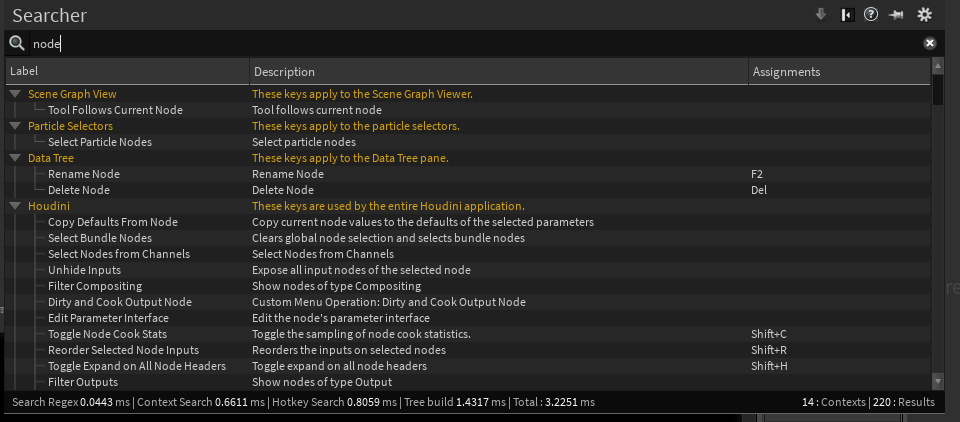 Searcher
node
Label Description Assignments
Scene Graph View These keys apply to the Scene Graph Viewer.
Tool Follows Current Node Tool follows current node
Particle Selectors These keys apply to the particle selectors.
Select Particle Nodes Select particle nodes
Data Tree These keys apply to the Data Tree pane.
Rename Node Rename Node F2
Delete Node Delete Node Del
Houdini These keys are used by the entire Houdini application.
Copy Defaults From Node Copy current node values to the defaults of the selected parameters
Select Bundle Nodes Clears global node selection and selects bundle nodes
Select Nodes from Channels Select Nodes from Channels
Unhide Inputs Expose all input nodes of the selected node
Filter Compositing Show nodes of type Compositing
Dirty and Cook Output Node Custom Menu Operation: Dirty and Cook Output Node
Edit Parameter Interface Edit the node's parameter interface
Toggle Node Cook Stats Toggle the sampling of node cook statistics. Shift+C
Reorder Selected Node Inputs Reorders the inputs on selected nodes Shift+R
Toggle Expand on All Node Headers Toggle expand on all node headers Shift+H
Filter Outputs Show nodes of type Output
Search Regex 0.0443 ms | Context Search 0.6611 ms | Hotkey Search 0.8059 ms | Tree build 1.4317 ms | Total : 3.2251 ms 14 : Contexts | 220 : Results